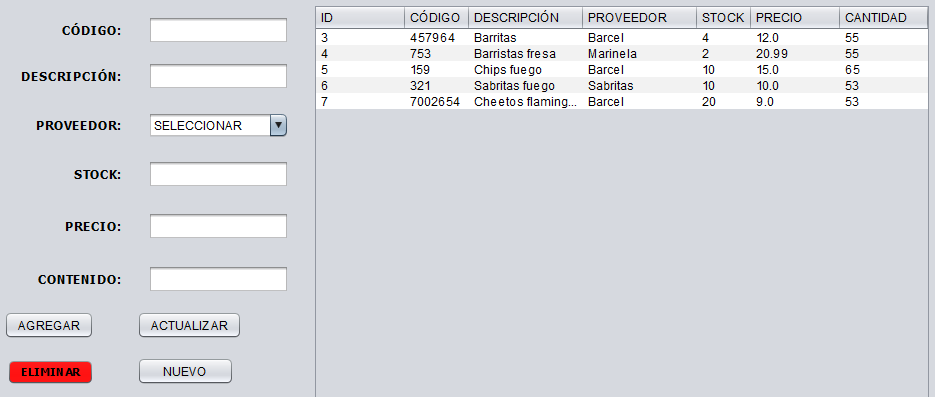 CÓDIGO:
DESCRIPCIÓN:
PROVEEDOR: SELECCIONAR
STOCK:
PRECIO:
CONTENIDO:
AGREGAR ACTUALIZAR
ELIMINAR NUEVO
ID CÓDIGO DESCRIPCIÓN PROVEEDOR STOCK PRECIO CANTIDAD
3 457964 Barritas Barcel 4 12.0 55
4 753 Barristas fresa Marinela 2 20.99 55
5 159 Chips fuego Barcel 10 15.0 65
6 321 Sabritas fuego Sabritas 10 10.0 53
7 7002654 Cheetos flaming... Barcel 20 9.0 53